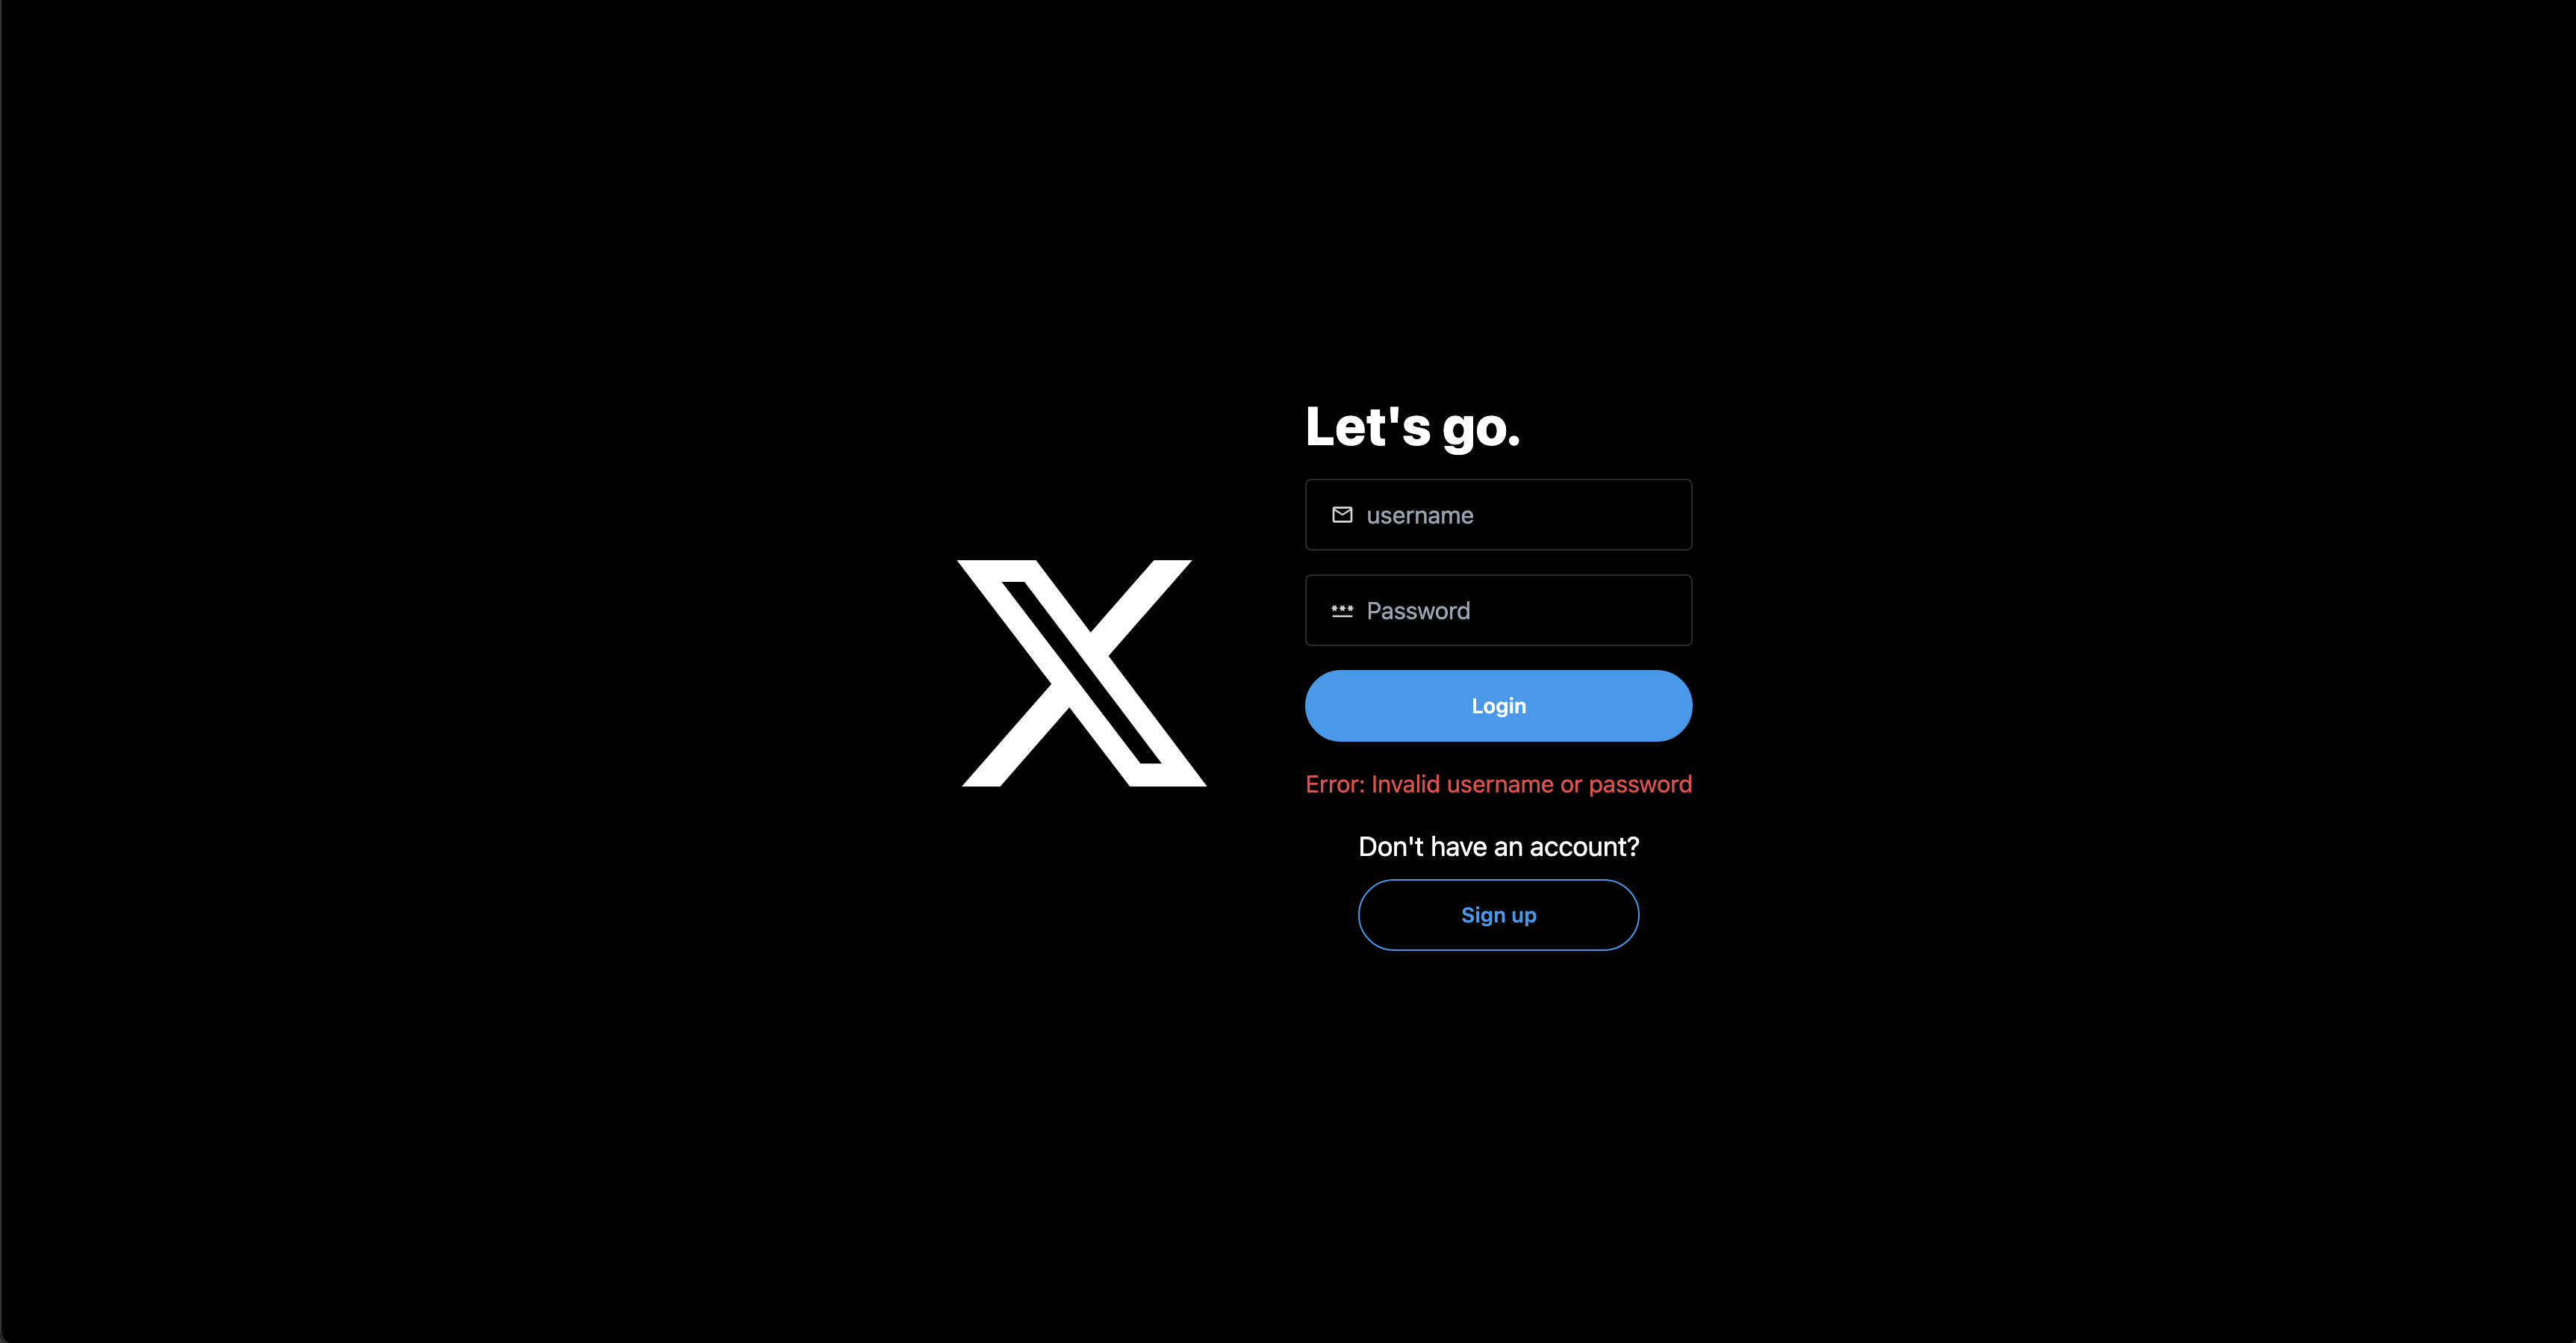 Let's go.
username
Password
Login
Error: Invalid username or password
Don't have an account?
Sign up